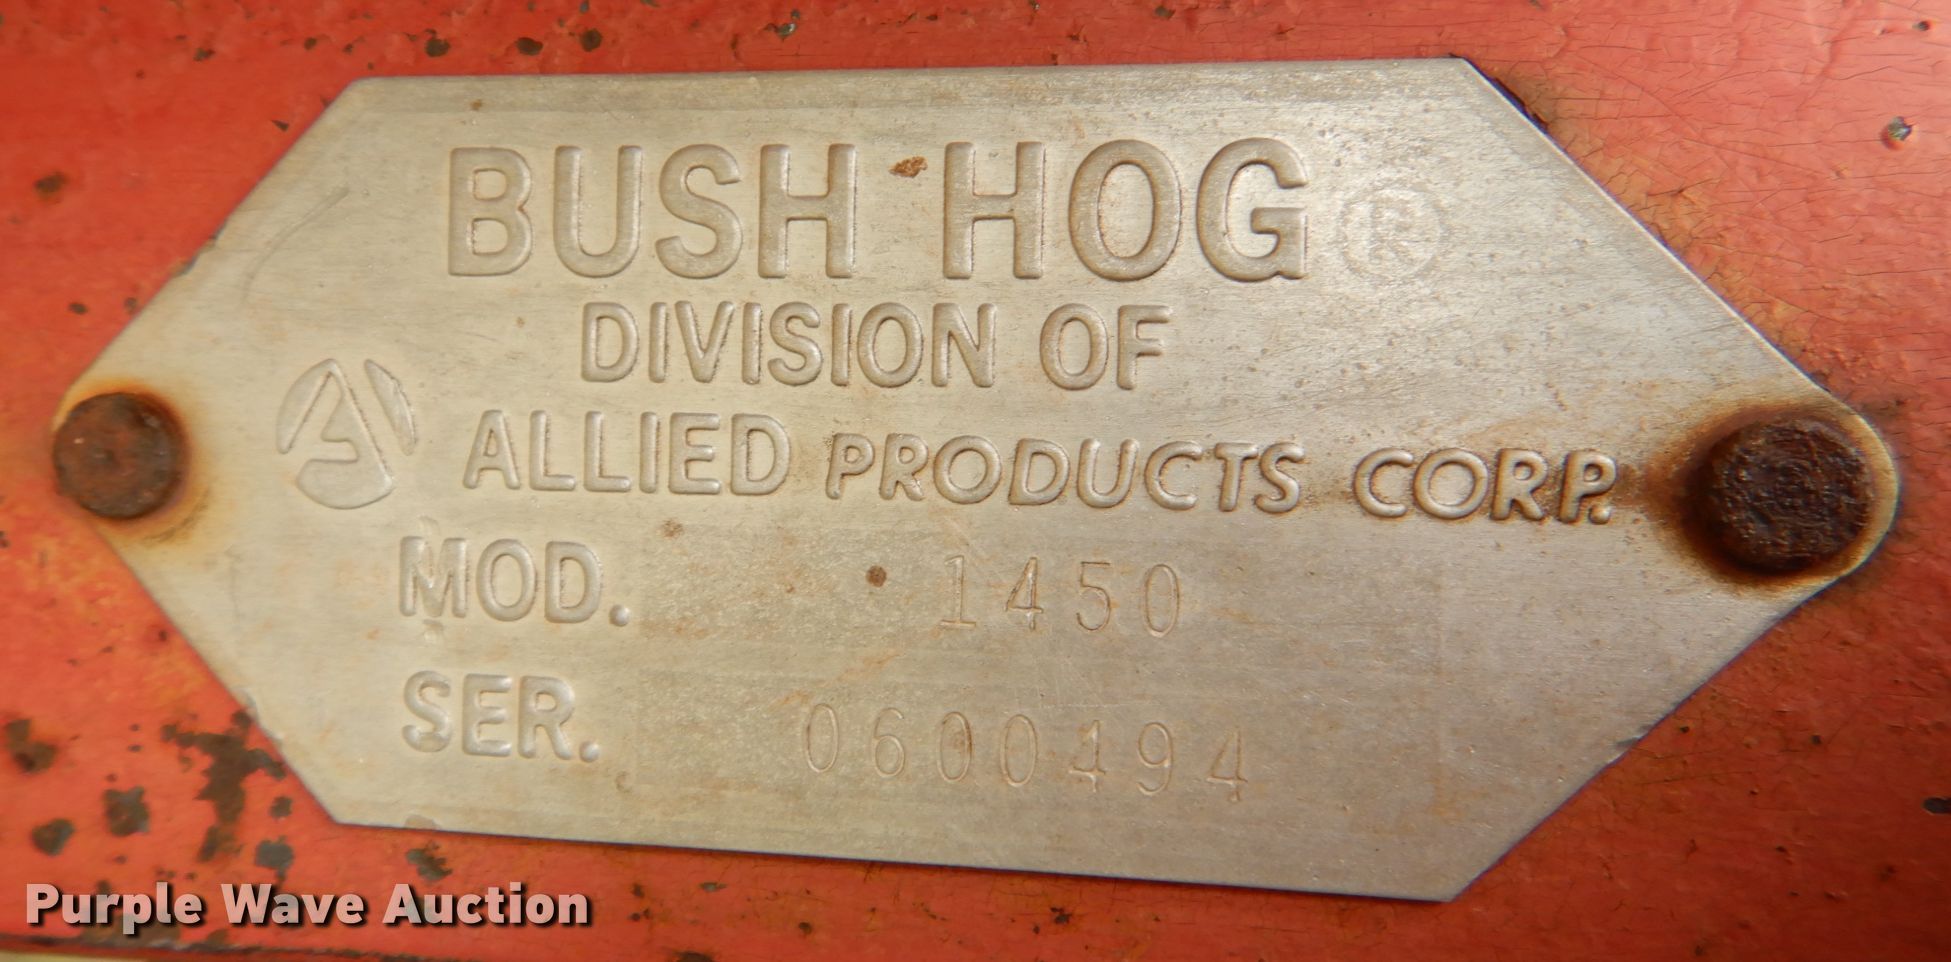 BUSH HOG ®
DIVISION OF
ALLIED PRODUCTS CORP.
MOD. 1450
SER. 0600494
Purple Wave Auction